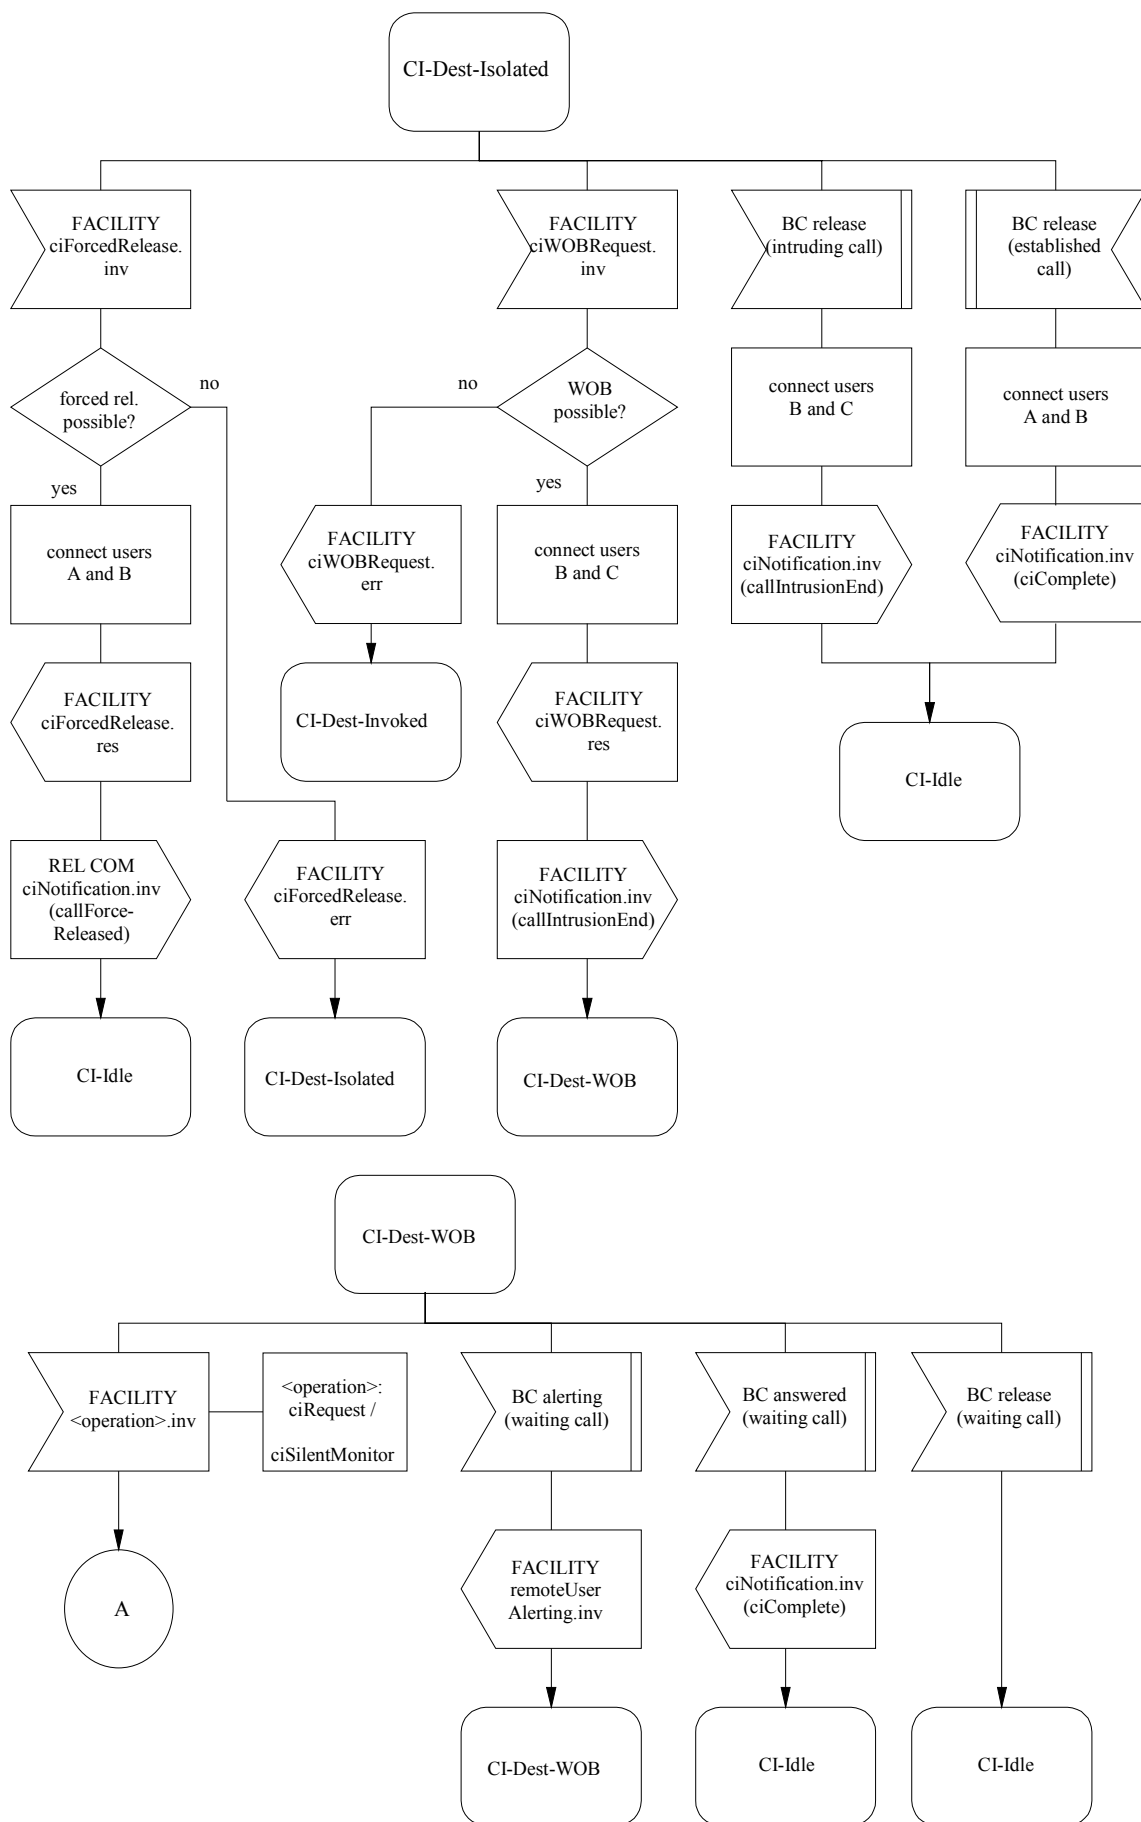 CI-Dest-Isolated
FACILITY
ciForcedRelease.
inv
FACILITY
ciWOBRequest.
inv
BC release
(intruding call)
BC release
(established
call)
forced rel.
possible?
no
yes
no
WOB
possible?
yes
connect users
B and C
connect users
A and B
connect users
A and B
FACILITY
ciWOBRequest.
err
connect users
B and C
FACILITY
ciNotification.inv
(callIntrusionEnd)
FACILITY
ciNotification.inv
(ciComplete)
FACILITY
ciForcedRelease.
res
CI-Dest-Invoked
FACILITY
ciWOBRequest.
res
CI-Idle
REL COM
ciNotification.inv
(callForce-
Released)
FACILITY
ciForcedRelease.
err
FACILITY
ciNotification.inv
(callIntrusionEnd)
CI-Idle
CI-Dest-Isolated
CI-Dest-WOB
CI-Dest-WOB
FACILITY
<operation>.inv
<operation>:
ciRequest /
ciSilentMonitor
BC alerting
(waiting call)
BC answered
(waiting call)
BC release
(waiting call)
A
FACILITY
remoteUser
Alerting.inv
FACILITY
ciNotification.inv
(ciComplete)
CI-Dest-WOB
CI-Idle
CI-Idle